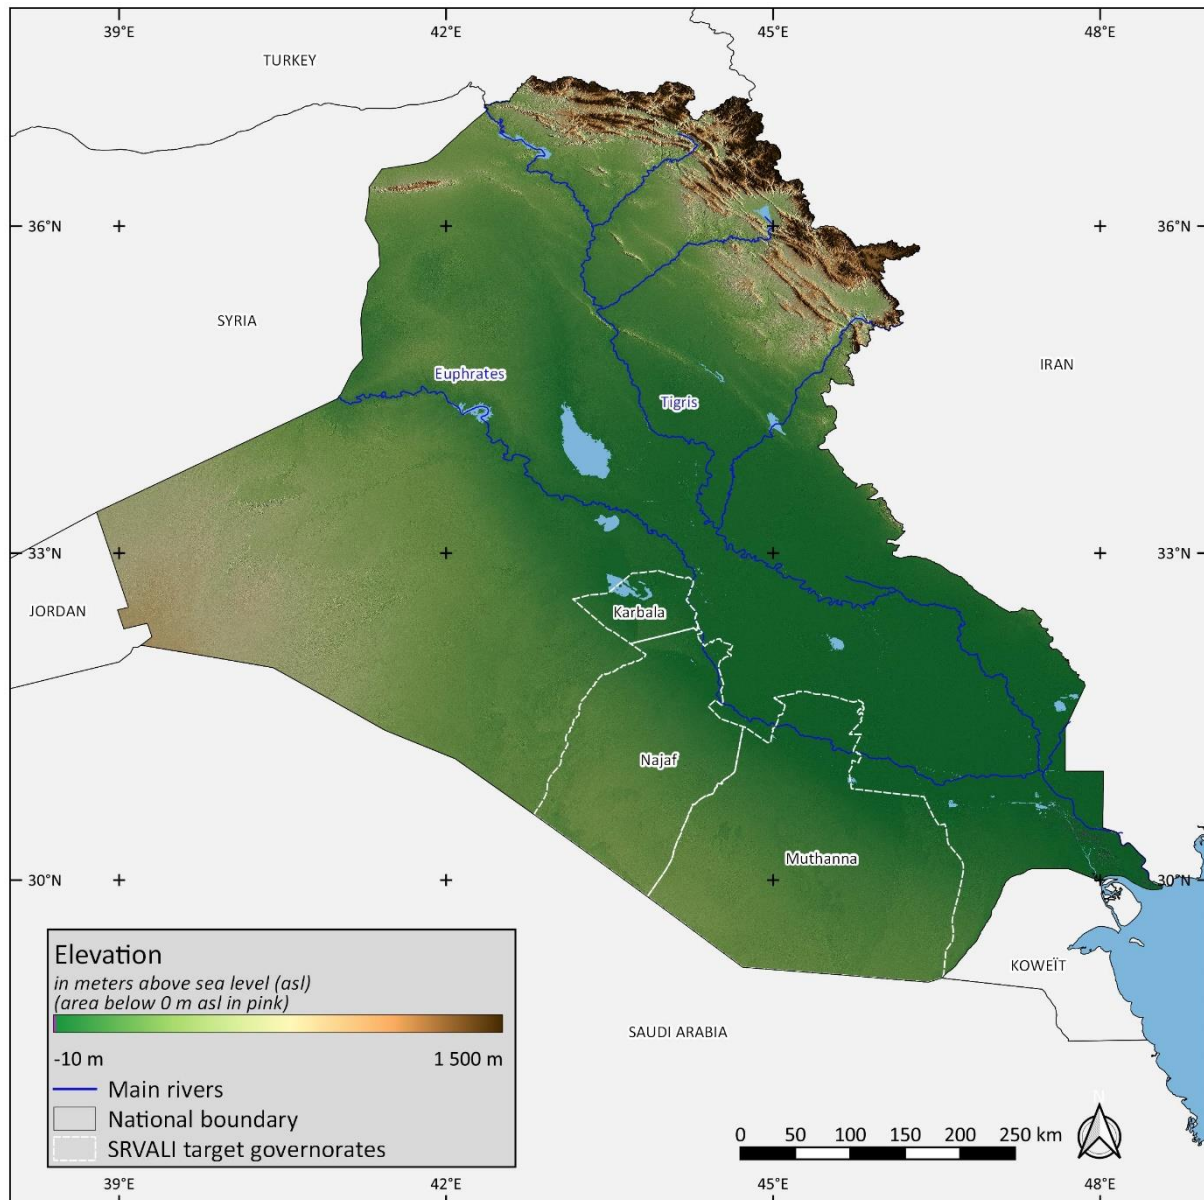 39°E 42°E 45°E 48°E
TURKEY
36°N 36°N
SYRIA
IRAN
Euphrates
Tigris
33°N 33°N
JORDAN
Karbala
Najaf
Muthanna
30°N 30°N
KOWEÏT
SAUDI ARABIA
Elevation
in meters above sea level (asl)
(area below 0 m asl in pink)
-10 m 1 500 m
Main rivers
National boundary
SRVALI target governorates
N
0 50 100 150 200 250 km
39°E 42°E 45°E 48°E